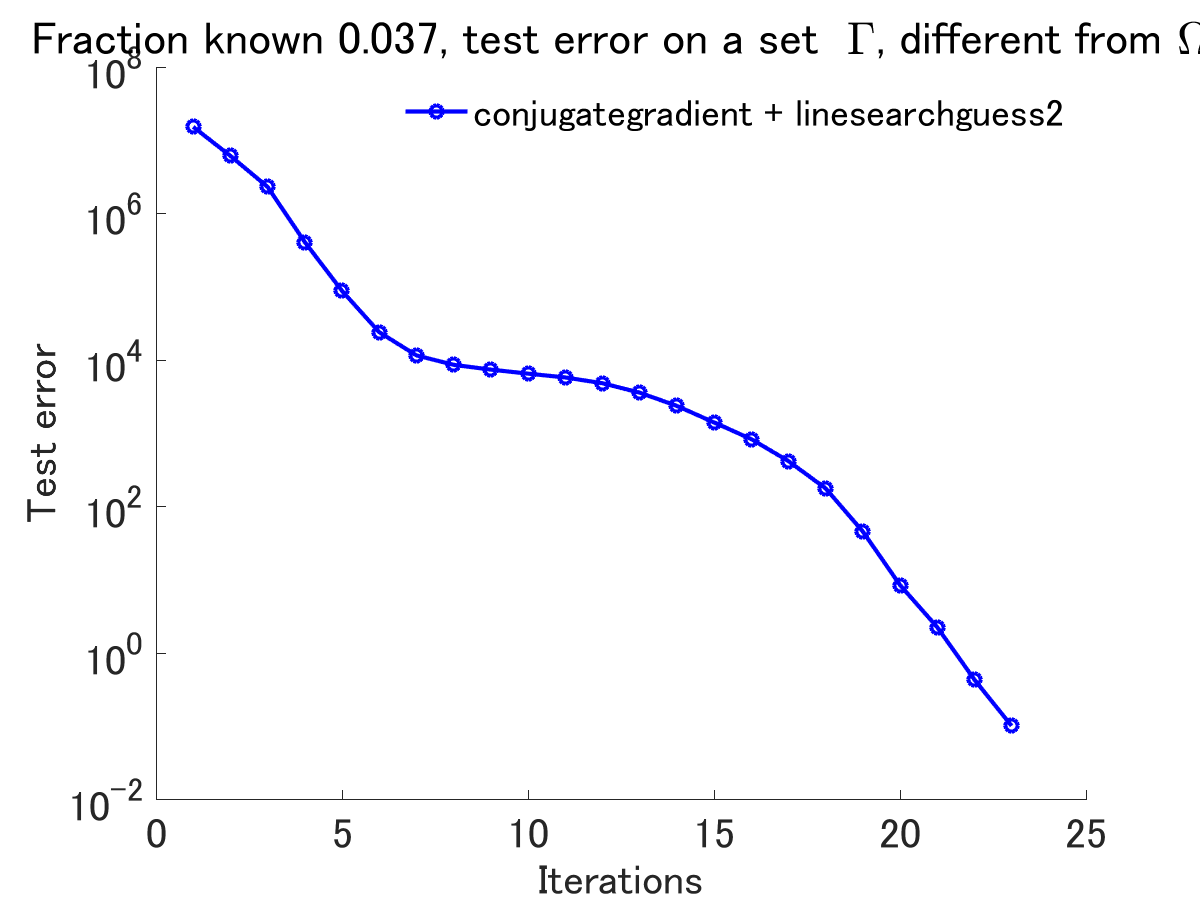 Fraction known 0.037, test error on a set Γ, different from Ω
10^8
conjugategradient + linesearchguess2
10^6
10^4
10^2
10^0
10^-2
Test error
0 5 10 15 20 25
Iterations